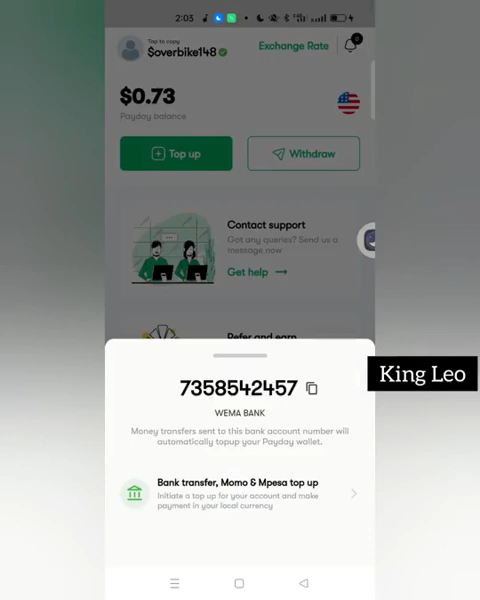 2:03
Tap to copy
$overbike148
Exchange Rate
$0.73
Payday balance
Top up
Withdraw
Contact support
Got any queries? Send us a
message now
Get help
Refer and earn
7358542457
WEMA BANK
Money transfers sent to this bank account number will
automatically topup your Payday wallet.
Bank transfer, Momo & Mpesa top up
Initiate a top up for your account and make
payment in your local currency
King Leo